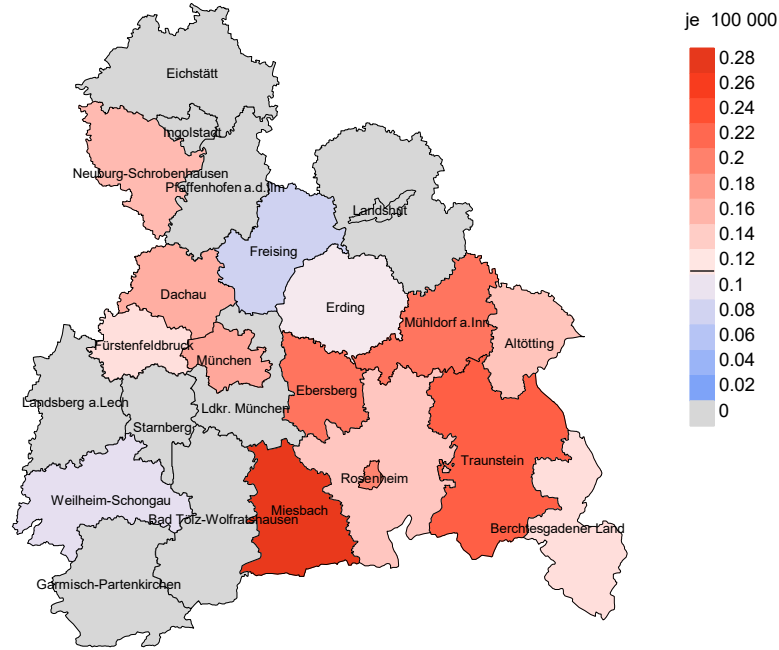 je 100 000
0.28
0.26
0.24
0.22
0.2
0.18
0.16
0.14
0.12
0.1
0.08
0.06
0.04
0.02
0
Eichstätt
Ingolstadt
Neuburg-Schrobenhausen
Pfaffenhofen a.d.Ilm
Landshut
Freising
Dachau
Erding
Mühldorf a.Inn
Fürstenfeldbruck
München
Altötting
Ebersberg
Landsberg a.Lech
Ldkr. München
Starnberg
Traunstein
Rosenheim
Weilheim-Schongau
Miesbach
Bad Tölz-Wolfratshausen
Berchtesgadener Land
Garmisch-Partenkirchen